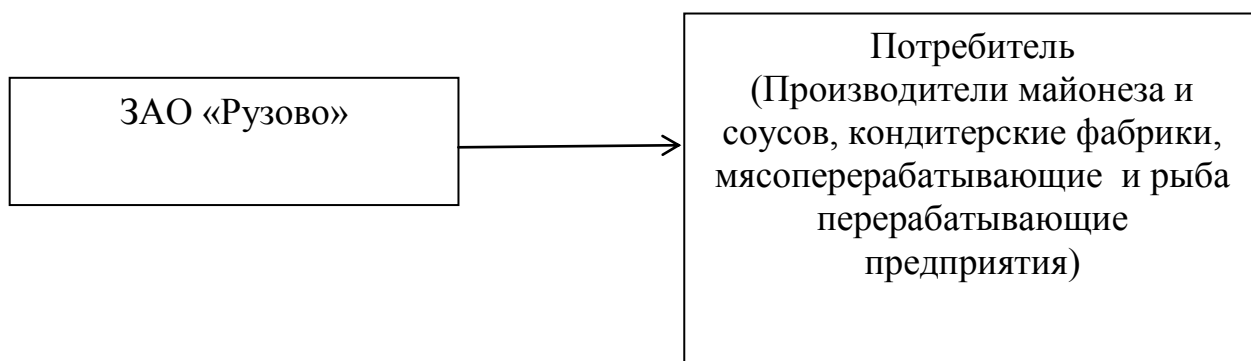 ЗАО «Рузово»
Потребитель
(Производители майонеза и
соусов, кондитерские фабрики,
мясоперерабатывающие и рыба
перерабатывающие
предприятия)